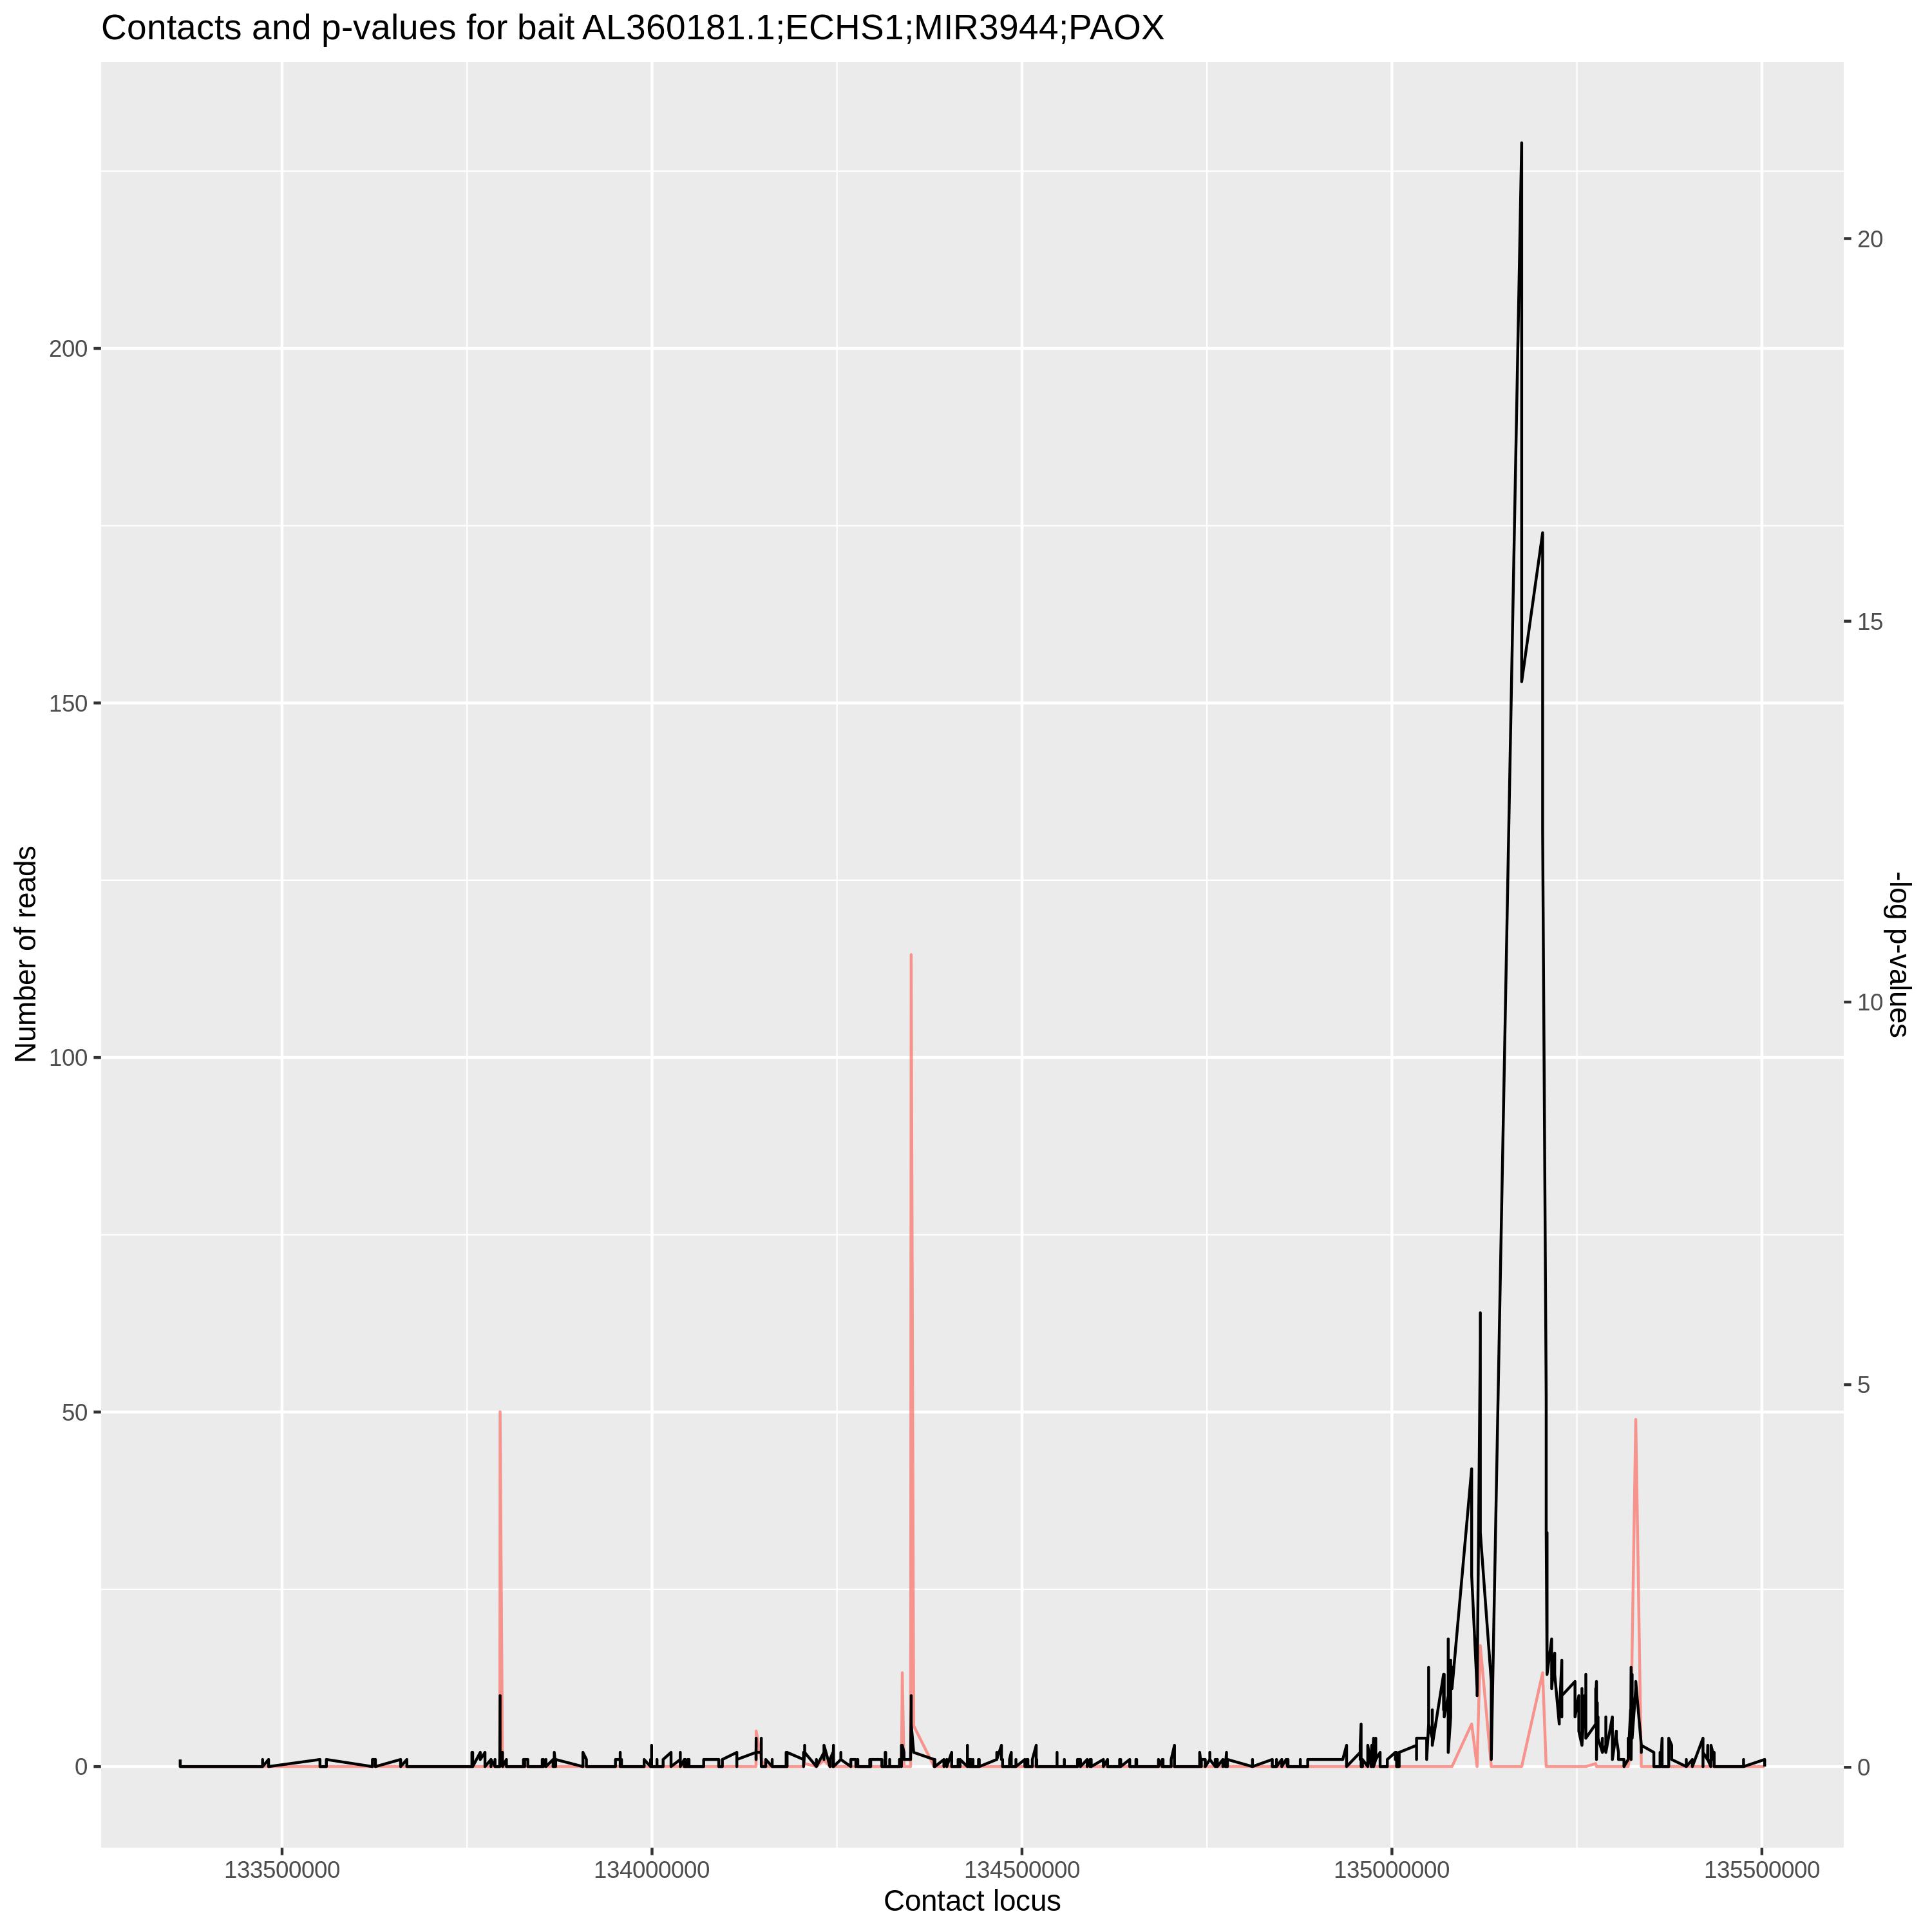 Contacts and p-values for bait AL360181.1;ECHS1;MIR3944;PAOX
Number of reads
200
150
100
50
0
20
15
10
5
0
-log p-values
133500000 134000000 134500000 135000000 135500000
Contact locus